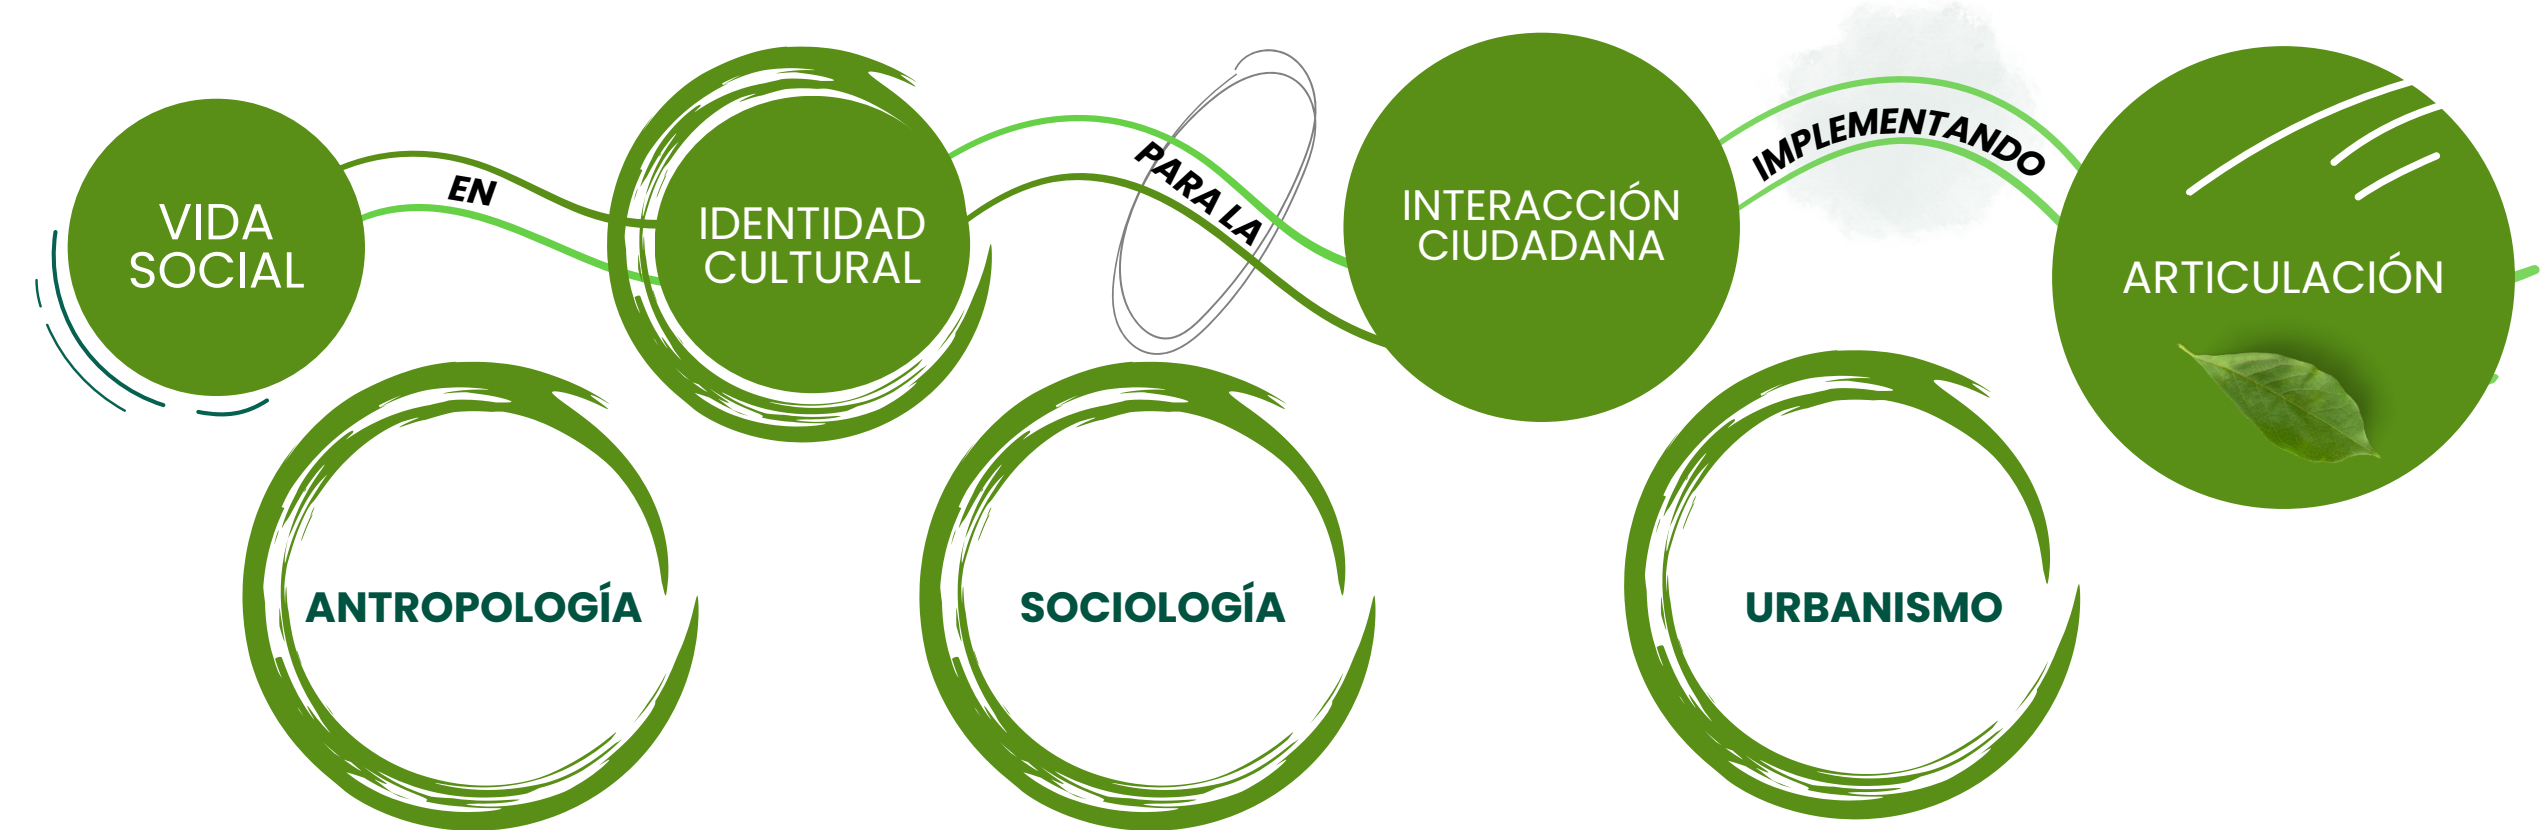 VIDA
SOCIAL
EN
IDENTIDAD
CULTURAL
PARA LA
INTERACCIÓN
CIUDADANA
IMPLEMENTANDO
ARTICULACIÓN
ANTROPOLOGÍA
SOCIOLOGÍA
URBANISMO